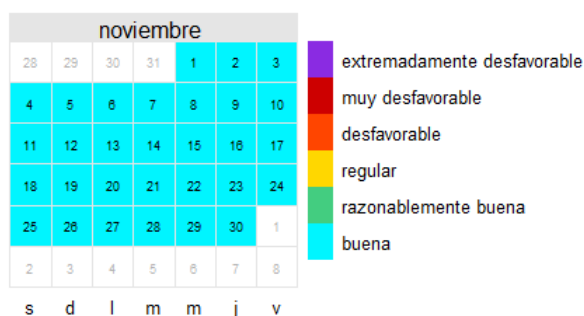 noviembre
28 29 30 31 1 2 3
4 5 6 7 8 9 10
11 12 13 14 15 16 17
18 19 20 21 22 23 24
25 26 27 28 29 30 1
2 3 4 5 6 7 8
s d l m m j v
extremadamente desfavorable
muy desfavorable
desfavorable
regular
razonablemente buena
buena